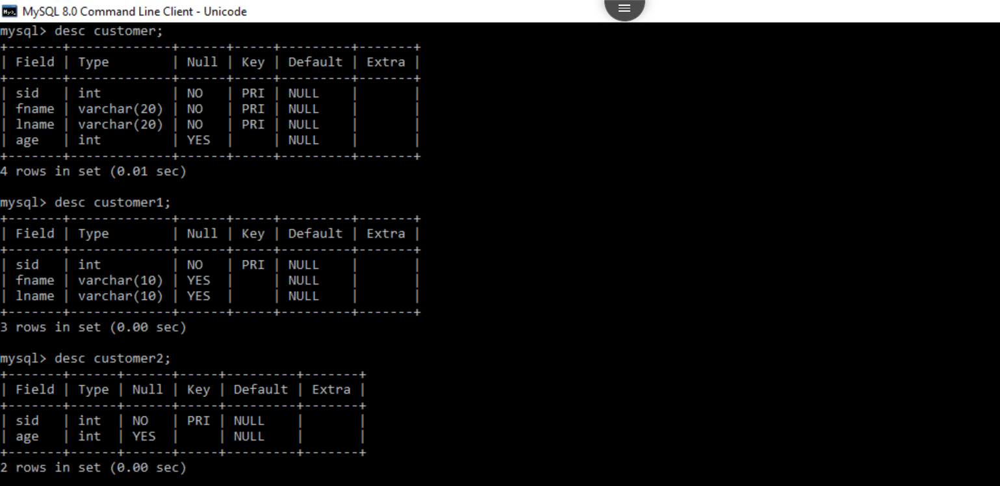 MySQL 8.0 Command Line Client - Unicode
mysql> desc customer;
+-------+-------------+------+-----+---------+-------+
| Field | Type        | Null | Key | Default | Extra |
+-------+-------------+------+-----+---------+-------+
| sid   | int         | NO   | PRI | NULL    |       |
| fname | varchar(20) | NO   | PRI | NULL    |       |
| lname | varchar(20) | NO   | PRI | NULL    |       |
| age   | int         | YES  |     | NULL    |       |
+-------+-------------+------+-----+---------+-------+
4 rows in set (0.01 sec)
mysql> desc customer1;
+-------+-------------+------+-----+---------+-------+
| Field | Type        | Null | Key | Default | Extra |
+-------+-------------+------+-----+---------+-------+
| sid   | int         | NO   | PRI | NULL    |       |
| fname | varchar(10) | YES  |     | NULL    |       |
| lname | varchar(10) | YES  |     | NULL    |       |
+-------+-------------+------+-----+---------+-------+
3 rows in set (0.00 sec)
mysql> desc customer2;
+-------+------+------+-----+---------+-------+
| Field | Type | Null | Key | Default | Extra |
+-------+------+------+-----+---------+-------+
| sid   | int  | NO   | PRI | NULL    |       |
| age   | int  | YES  |     | NULL    |       |
+-------+------+------+-----+---------+-------+
2 rows in set (0.00 sec)